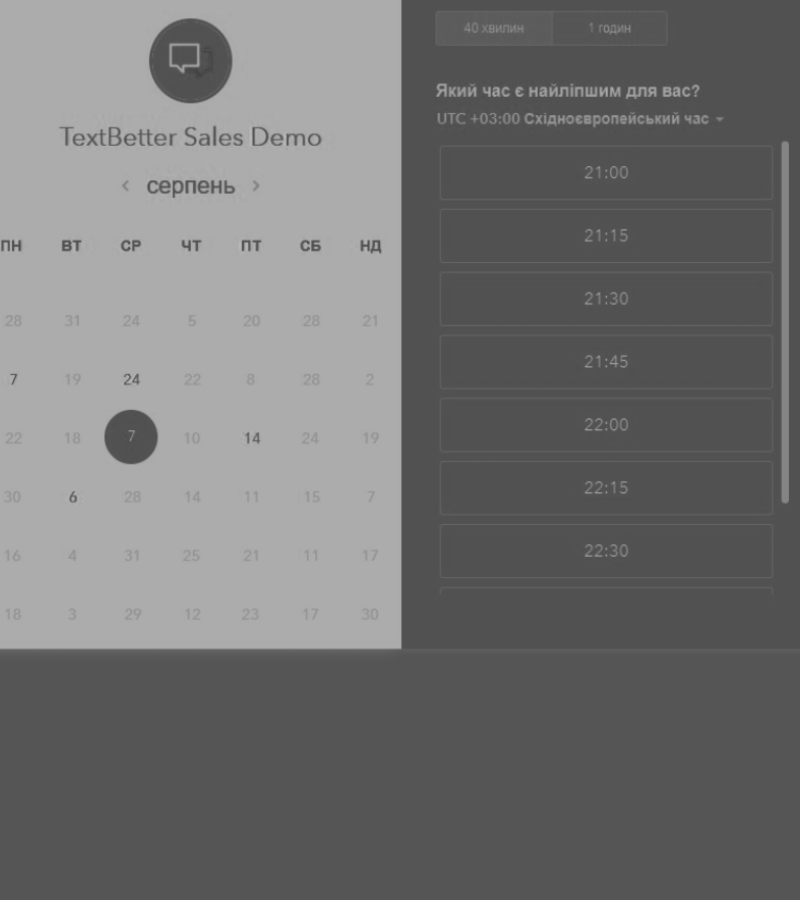 TextBetter Sales Demo
‹ серпень ›
ПН ВТ СР ЧТ ПТ СБ НД
28 31 24 5 20 28 21
7 19 24 22 8 28 2
22 18 7 10 14 24 19
30 6 28 14 11 15 7
16 4 31 25 21 11 17
18 3 29 12 23 17 30
40 хвилин 1 годин
Який час є найліпшим для вас?
UTC +03:00 Східноєвропейський час
21:00
21:15
21:30
21:45
22:00
22:15
22:30